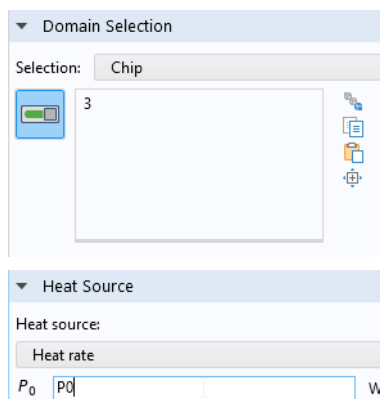 Domain Selection
Selection: Chip
3
Heat Source
Heat source:
Heat rate
P0 P0 W